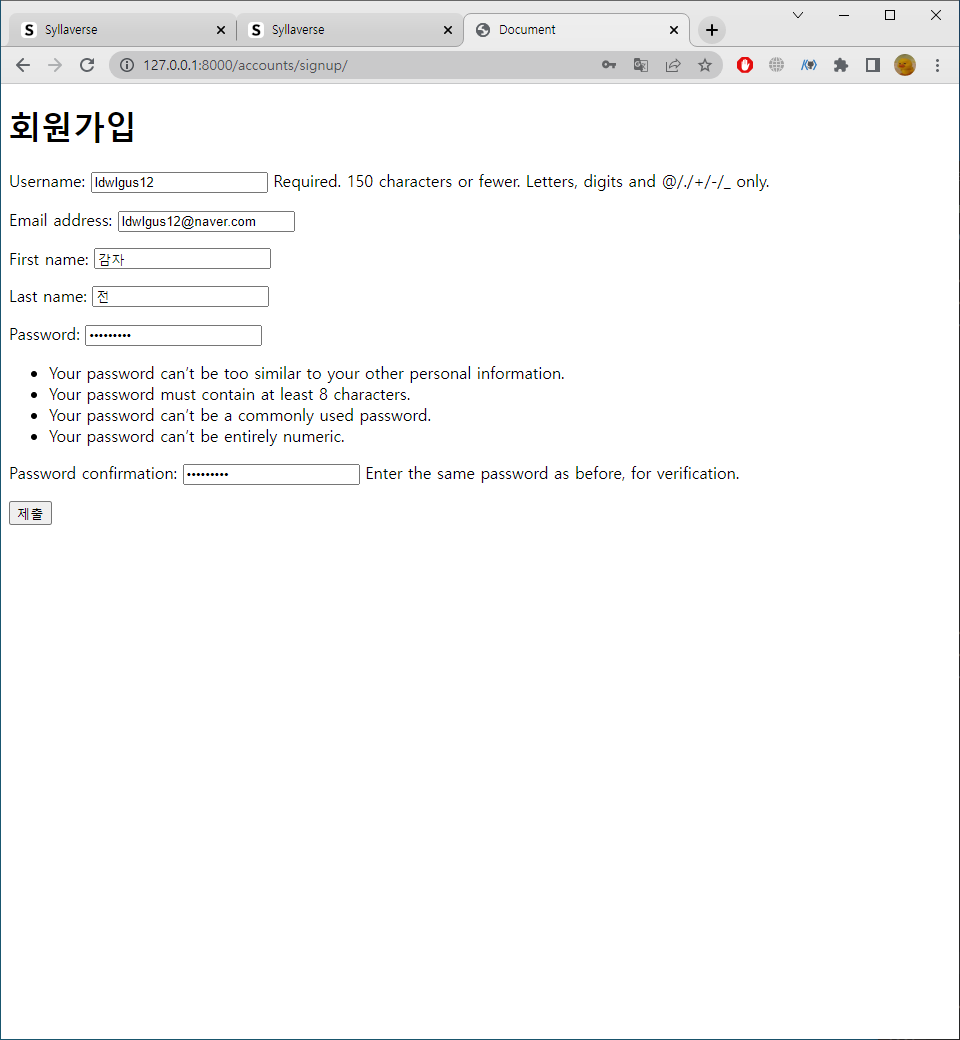 Syllaverse
Syllaverse
Document
127.0.0.1:8000/accounts/signup/
회원가입
Username: ldwlgus12 Required. 150 characters or fewer. Letters, digits and @/./+/-/_ only.
Email address: ldwlgus12@naver.com
First name: 감자
Last name: 전
Password: •••••••••
• Your password can't be too similar to your other personal information.
• Your password must contain at least 8 characters.
• Your password can't be a commonly used password.
• Your password can't be entirely numeric.
Password confirmation: ••••••••• Enter the same password as before, for verification.
제출